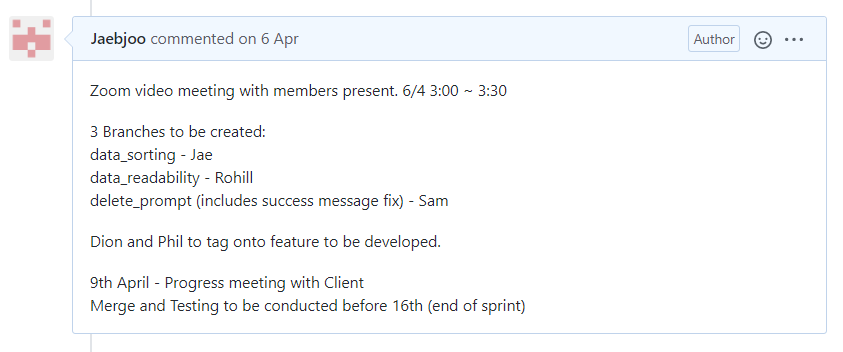 Jaebjoo commented on 6 Apr
Author
Zoom video meeting with members present. 6/4 3:00 ~ 3:30
3 Branches to be created:
data_sorting - Jae
data_readability - Rohill
delete_prompt (includes success message fix) - Sam
Dion and Phil to tag onto feature to be developed.
9th April - Progress meeting with Client
Merge and Testing to be conducted before 16th (end of sprint)